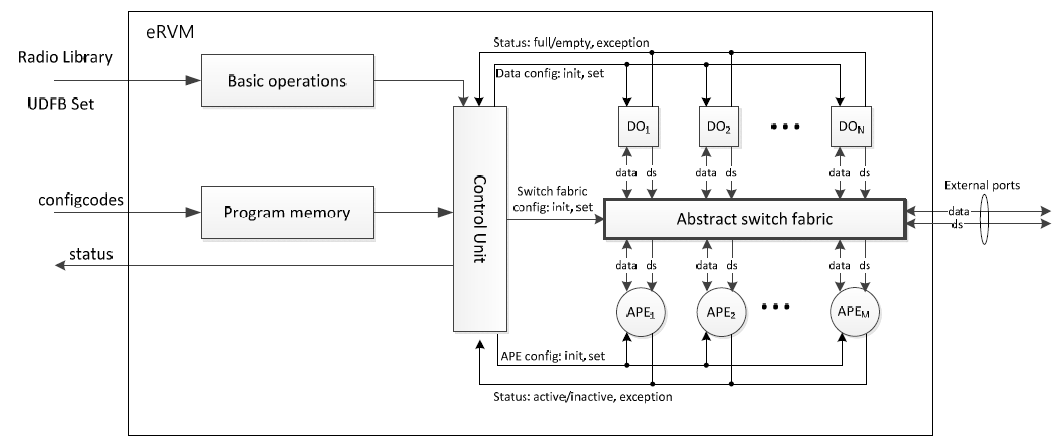 eRVM
Radio Library
UDFB Set
Basic operations
configcodes
Program memory
status
Control Unit
Status: full/empty, exception
Data config: init, set
DO₁
DO₂
•••
DON
data
ds
data
ds
data
ds
Switch fabric
config: init, set
Abstract switch fabric
External ports
data
ds
data
ds
data
ds
data
ds
APE₁
APE₂
•••
APEM
APE config: init, set
Status: active/inactive, exception